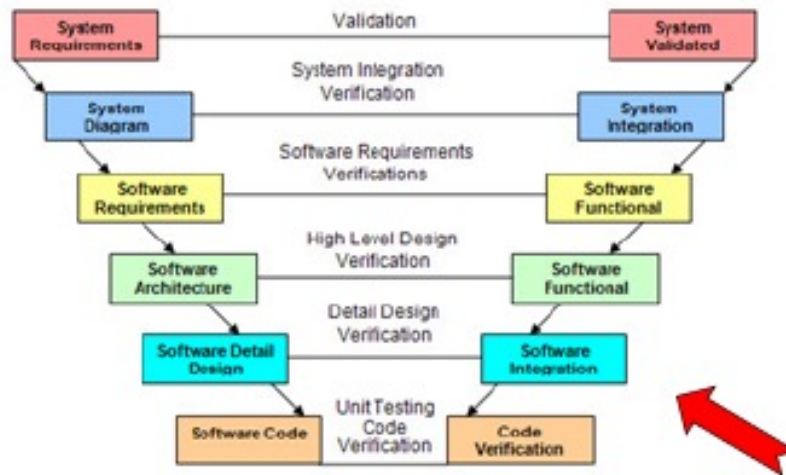 System
Requirements
Validation
System
Validated
System Integration
Verification
System
Diagram
System
Integration
Software Requirements
Verifications
Software
Requirements
Software
Functional
High Level Design
Verification
Software
Architecture
Software
Functional
Detail Design
Verification
Software Detail
Design
Software
Integration
Unit Testing
Code
Verification
Software Code
Code
Verification